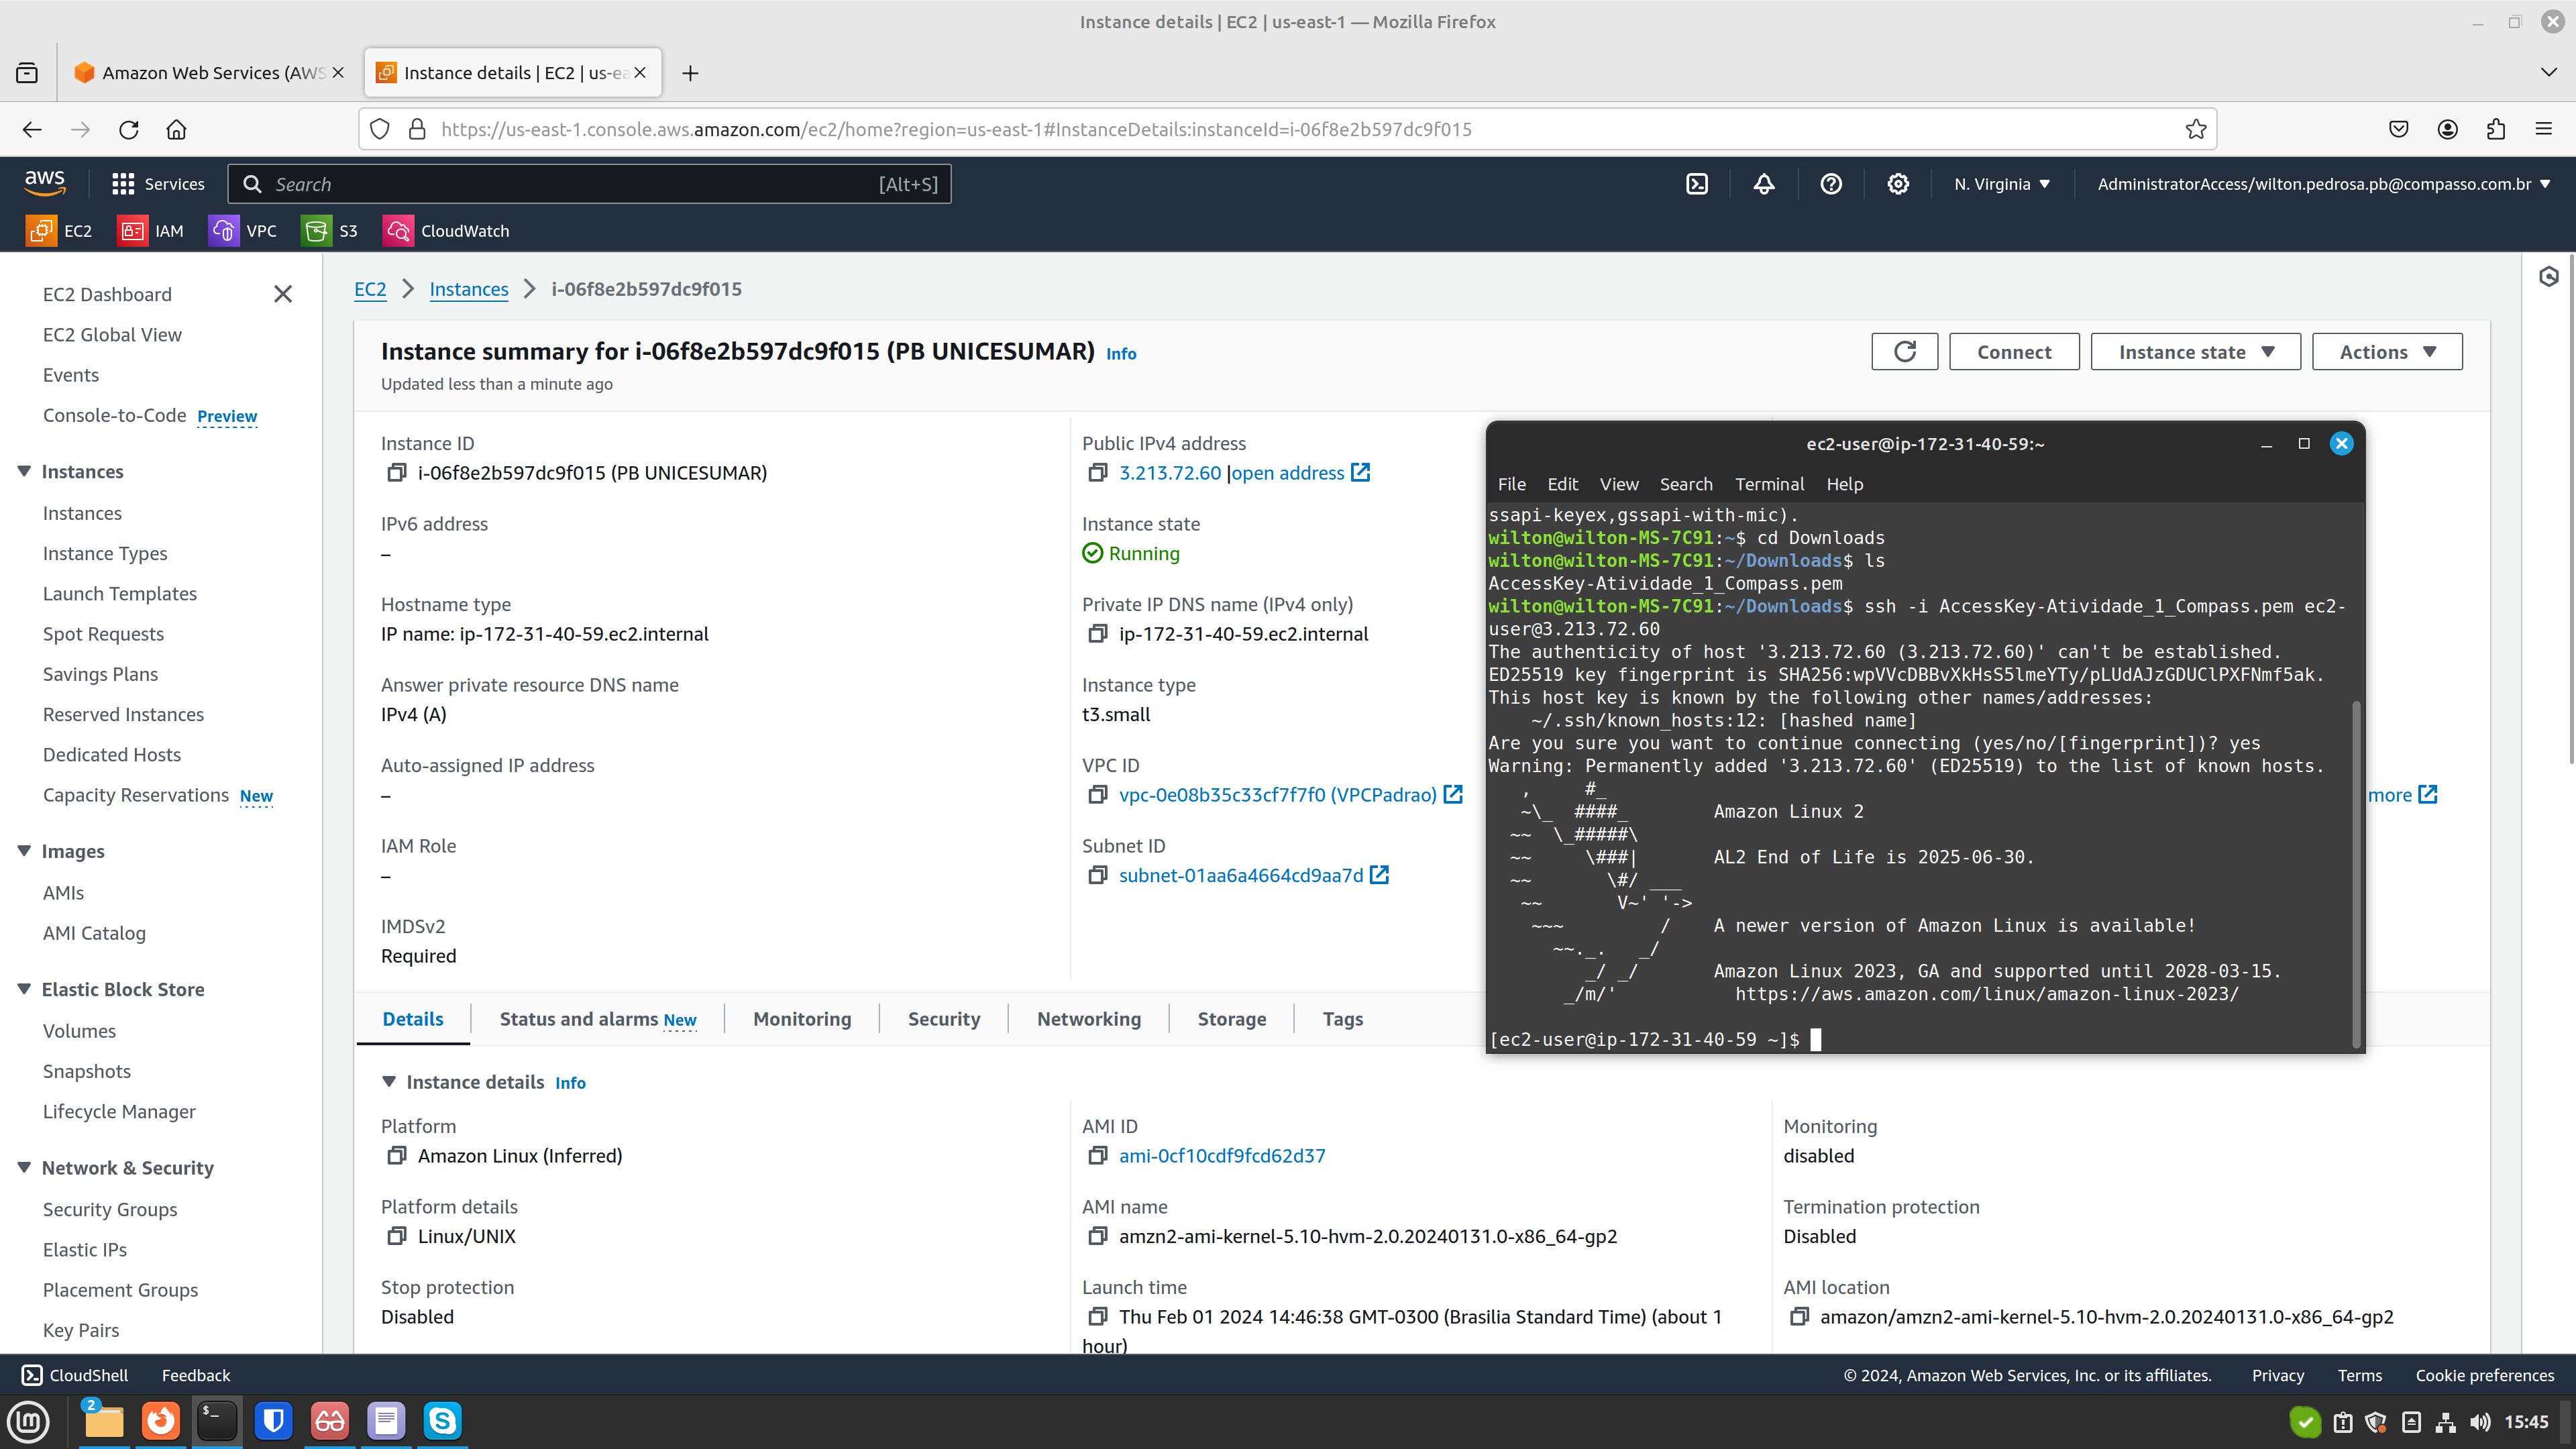 Instance details | EC2 | us-east-1 — Mozilla Firefox
Amazon Web Services (AWS
Instance details | EC2 | us-ea
https://us-east-1.console.aws.amazon.com/ec2/home?region=us-east-1#InstanceDetails:instanceId=i-06f8e2b597dc9f015
aws
Services
Search
[Alt+S]
N. Virginia
AdministratorAccess/wilton.pedrosa.pb@compasso.com.br
EC2
IAM
VPC
S3
CloudWatch
EC2 Dashboard
EC2 Global View
Events
Console-to-Code Preview
Instances
Instances
Instance Types
Launch Templates
Spot Requests
Savings Plans
Reserved Instances
Dedicated Hosts
Capacity Reservations New
Images
AMIs
AMI Catalog
Elastic Block Store
Volumes
Snapshots
Lifecycle Manager
Network & Security
Security Groups
Elastic IPs
Placement Groups
Key Pairs
EC2 > Instances > i-06f8e2b597dc9f015
Instance summary for i-06f8e2b597dc9f015 (PB UNICESUMAR) Info
Updated less than a minute ago
Connect
Instance state
Actions
Instance ID
i-06f8e2b597dc9f015 (PB UNICESUMAR)
IPv6 address
–
Hostname type
IP name: ip-172-31-40-59.ec2.internal
Answer private resource DNS name
IPv4 (A)
Auto-assigned IP address
–
IAM Role
–
IMDSv2
Required
Public IPv4 address
3.213.72.60 |open address
Instance state
Running
Private IP DNS name (IPv4 only)
ip-172-31-40-59.ec2.internal
Instance type
t3.small
VPC ID
vpc-0e08b35c33cf7f7f0 (VPCPadrao)
Subnet ID
subnet-01aa6a4664cd9aa7d
more
ec2-user@ip-172-31-40-59:~
File Edit View Search Terminal Help
ssapi-keyex,gssapi-with-mic).
wilton@wilton-MS-7C91:~$ cd Downloads
wilton@wilton-MS-7C91:~/Downloads$ ls
AccessKey-Atividade_1_Compass.pem
wilton@wilton-MS-7C91:~/Downloads$ ssh -i AccessKey-Atividade_1_Compass.pem ec2-
user@3.213.72.60
The authenticity of host '3.213.72.60 (3.213.72.60)' can't be established.
ED25519 key fingerprint is SHA256:wpVVcDBBvXkHsS5lmeYTy/pLUdAJzGDUClPXFNmf5ak.
This host key is known by the following other names/addresses:
    ~/.ssh/known_hosts:12: [hashed name]
Are you sure you want to continue connecting (yes/no/[fingerprint])? yes
Warning: Permanently added '3.213.72.60' (ED25519) to the list of known hosts.
   ,     #_
   ~\_  ####_        Amazon Linux 2
  ~~  \_#####\
  ~~     \###|       AL2 End of Life is 2025-06-30.
  ~~       \#/ ___
   ~~       V~' '->
    ~~~         /    A newer version of Amazon Linux is available!
      ~~._.   _/
         _/ _/       Amazon Linux 2023, GA and supported until 2028-03-15.
       _/m/'           https://aws.amazon.com/linux/amazon-linux-2023/
[ec2-user@ip-172-31-40-59 ~]$
Details
Status and alarms New
Monitoring
Security
Networking
Storage
Tags
Instance details Info
Platform
Amazon Linux (Inferred)
Platform details
Linux/UNIX
Stop protection
Disabled
AMI ID
ami-0cf10cdf9fcd62d37
AMI name
amzn2-ami-kernel-5.10-hvm-2.0.20240131.0-x86_64-gp2
Launch time
Thu Feb 01 2024 14:46:38 GMT-0300 (Brasilia Standard Time) (about 1
hour)
Monitoring
disabled
Termination protection
Disabled
AMI location
amazon/amzn2-ami-kernel-5.10-hvm-2.0.20240131.0-x86_64-gp2
CloudShell
Feedback
© 2024, Amazon Web Services, Inc. or its affiliates.
Privacy
Terms
Cookie preferences
2
15:45